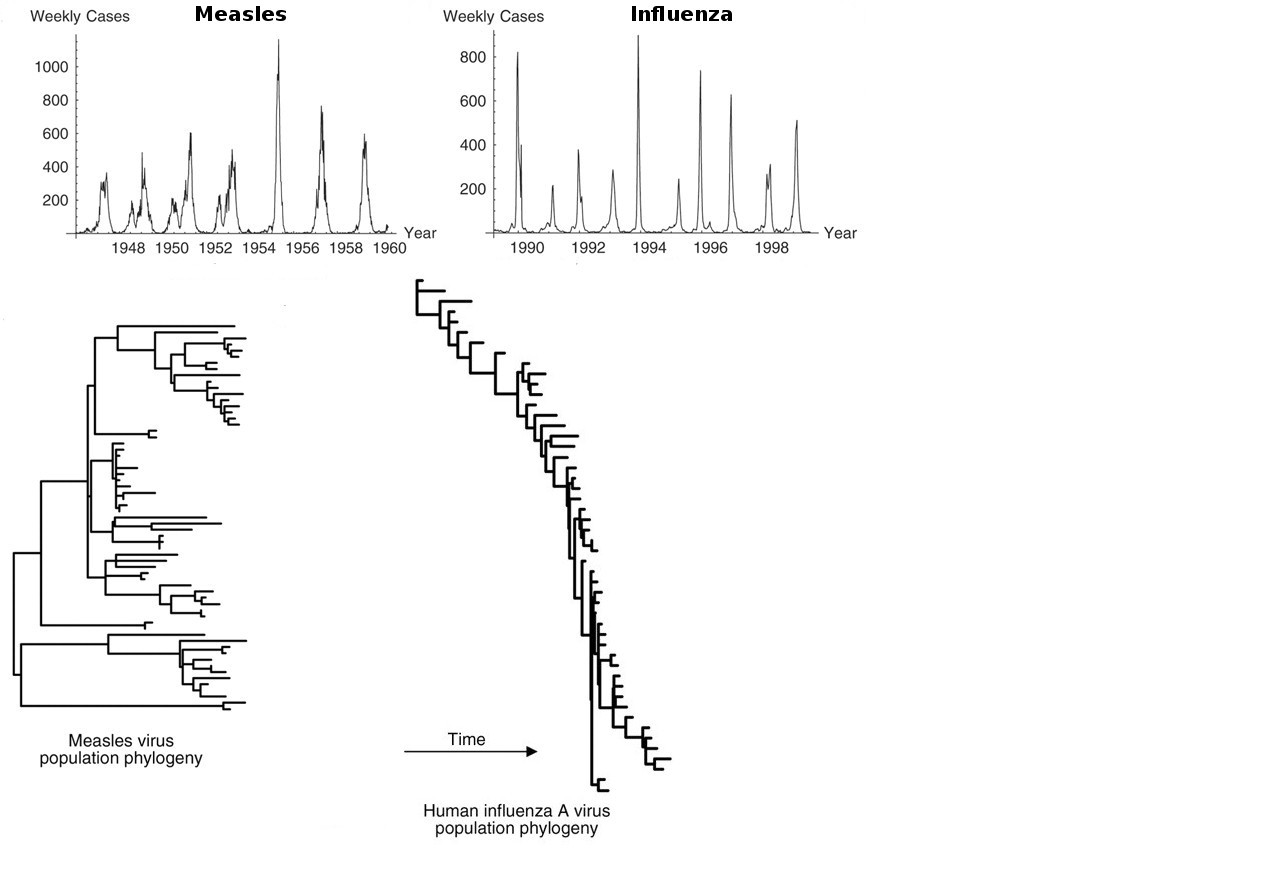 Weekly Cases
Measles
1000
800
600
400
200
Year
1948 1950 1952 1954 1956 1958 1960
Weekly Cases
Influenza
800
600
400
200
Year
1990 1992 1994 1996 1998
Measles virus
population phylogeny
Time
Human influenza A virus
population phylogeny